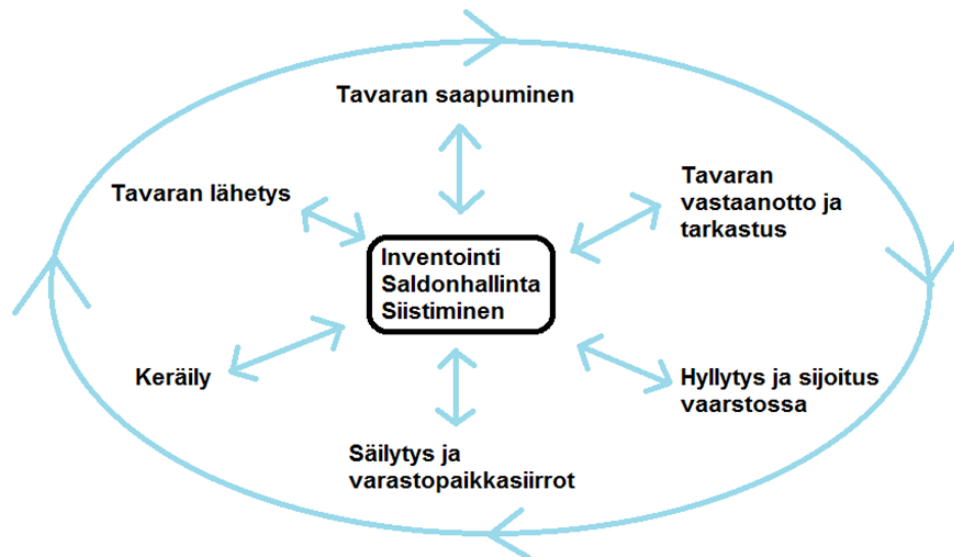 Tavaran saapuminen
Tavaran lähetys
Tavaran
vastaanotto ja
tarkastus
Inventointi
Saldonhallinta
Siistiminen
Keräily
Hyllytys ja sijoitus
vaarstossa
Säilytys ja
varastopaikkasiirrot